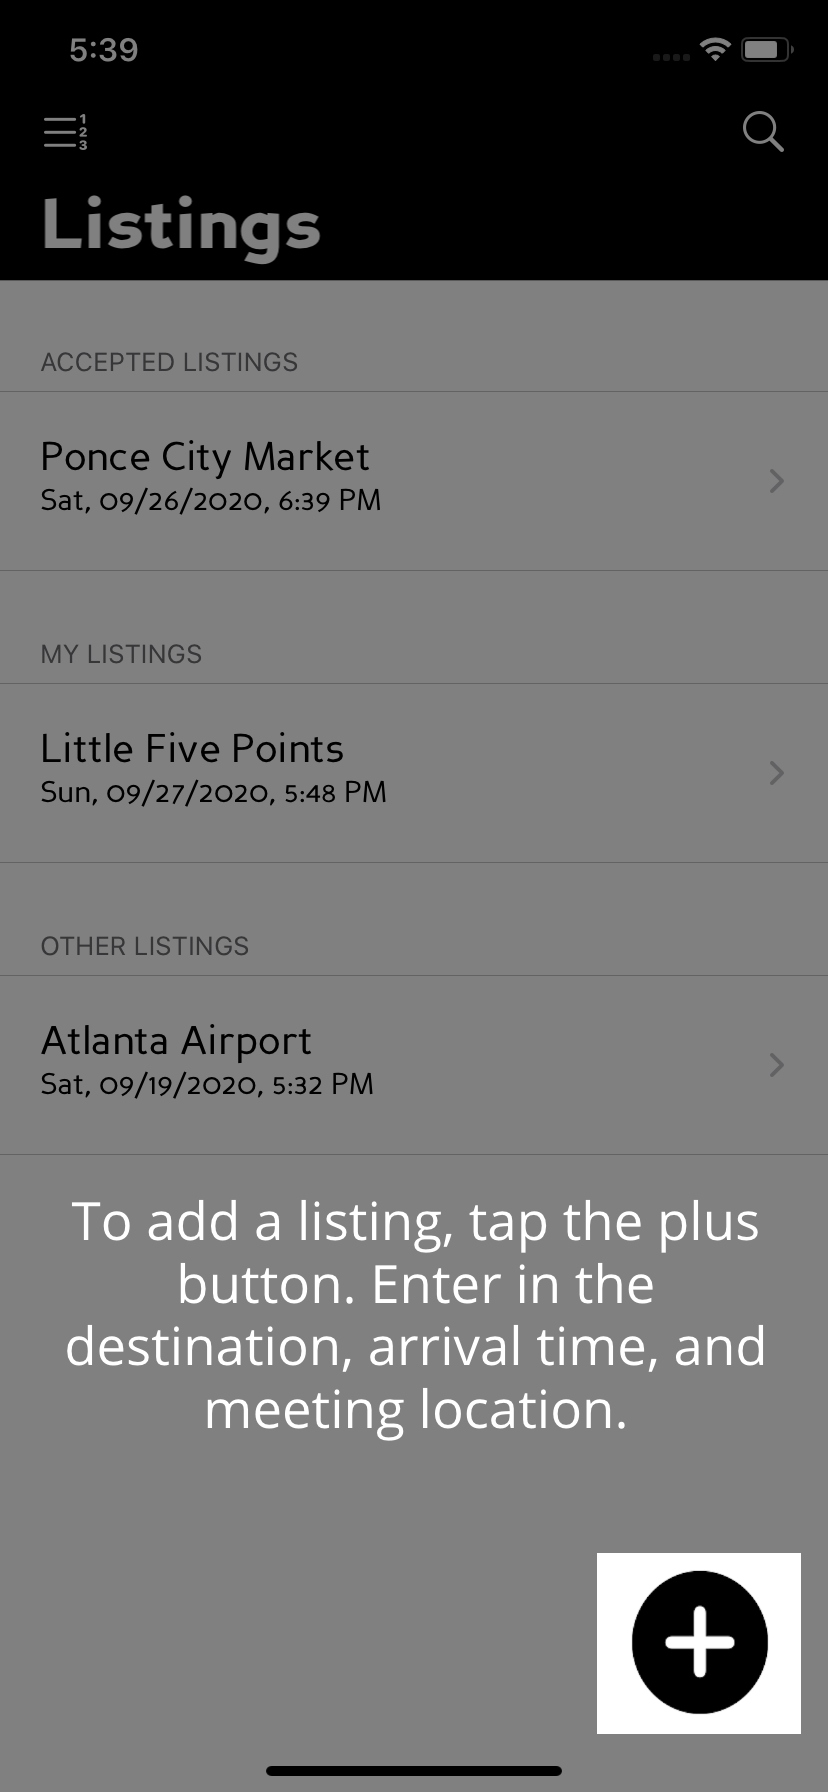 5:39
1
2
3
Listings
ACCEPTED LISTINGS
Ponce City Market
Sat, 09/26/2020, 6:39 PM
MY LISTINGS
Little Five Points
Sun, 09/27/2020, 5:48 PM
OTHER LISTINGS
Atlanta Airport
Sat, 09/19/2020, 5:32 PM
To add a listing, tap the plus
button. Enter in the
destination, arrival time, and
meeting location.